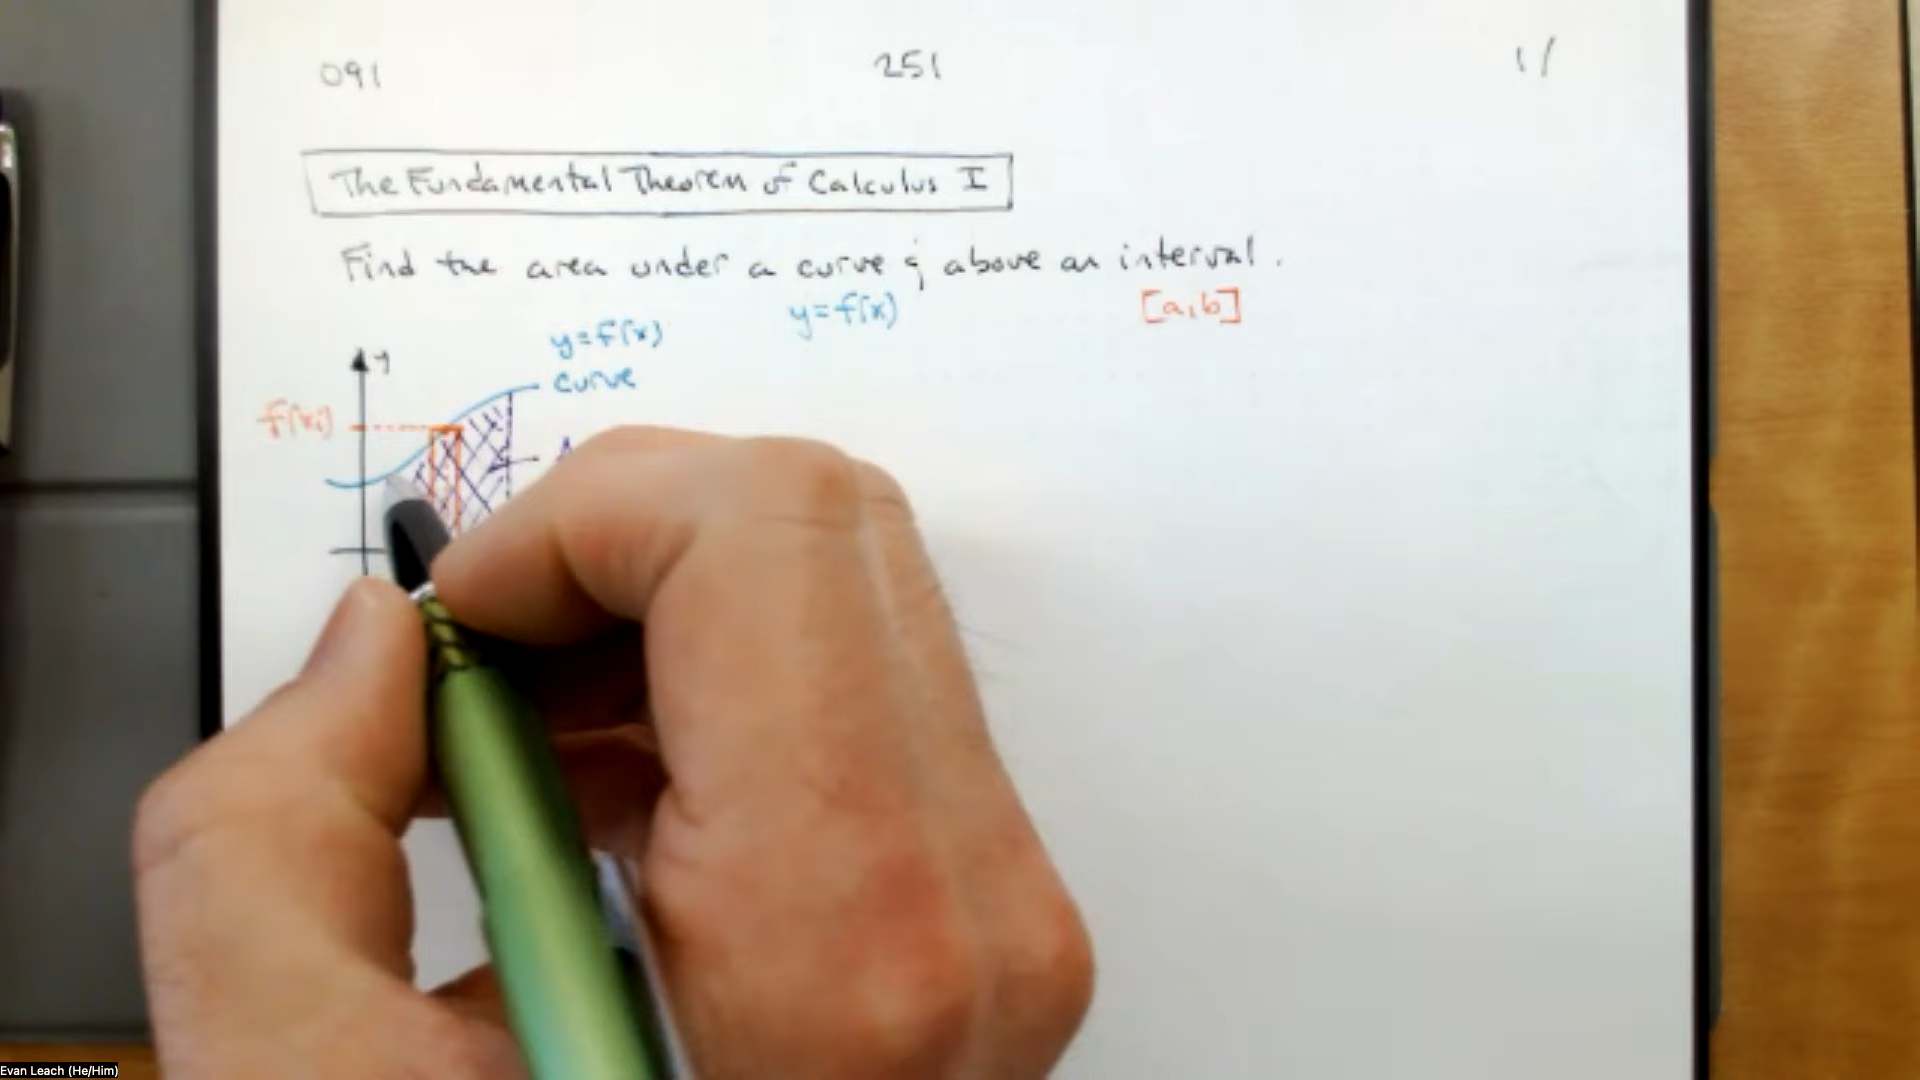 091 251 1/
The Fundamental Theorem of Calculus I
Find the area under a curve & above an interval.
y=f(x) [a,b]
y=f(x)
curve
y
f(xi)
A
Evan Leach (He/Him)